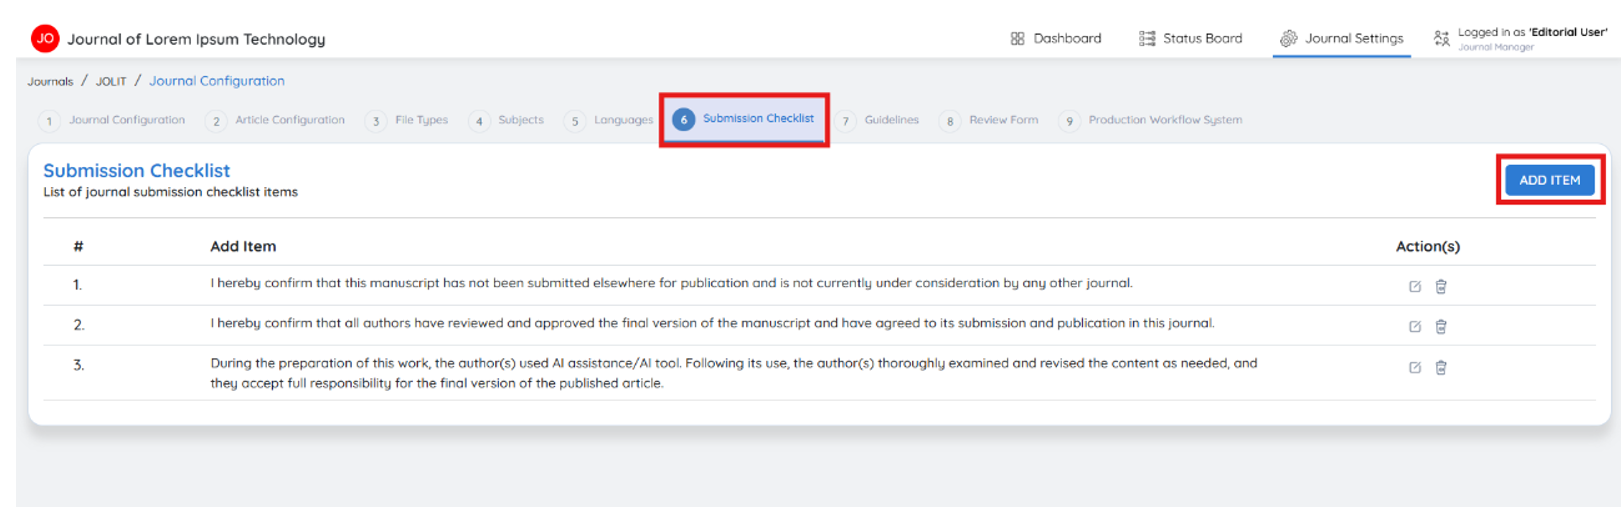 JO Journal of Lorem Ipsum Technology Dashboard Status Board Journal Settings Logged in as 'Editorial User'
Journal Manager
Journals / JOLIT / Journal Configuration
1 Journal Configuration 2 Article Configuration 3 File Types 4 Subjects 5 Languages 6 Submission Checklist 7 Guidelines 8 Review Form 9 Production Workflow System
Submission Checklist
List of journal submission checklist items
ADD ITEM
# Add Item Action(s)
1. I hereby confirm that this manuscript has not been submitted elsewhere for publication and is not currently under consideration by any other journal.
2. I hereby confirm that all authors have reviewed and approved the final version of the manuscript and have agreed to its submission and publication in this journal.
3. During the preparation of this work, the author(s) used AI assistance/AI tool. Following its use, the author(s) thoroughly examined and revised the content as needed, and
they accept full responsibility for the final version of the published article.